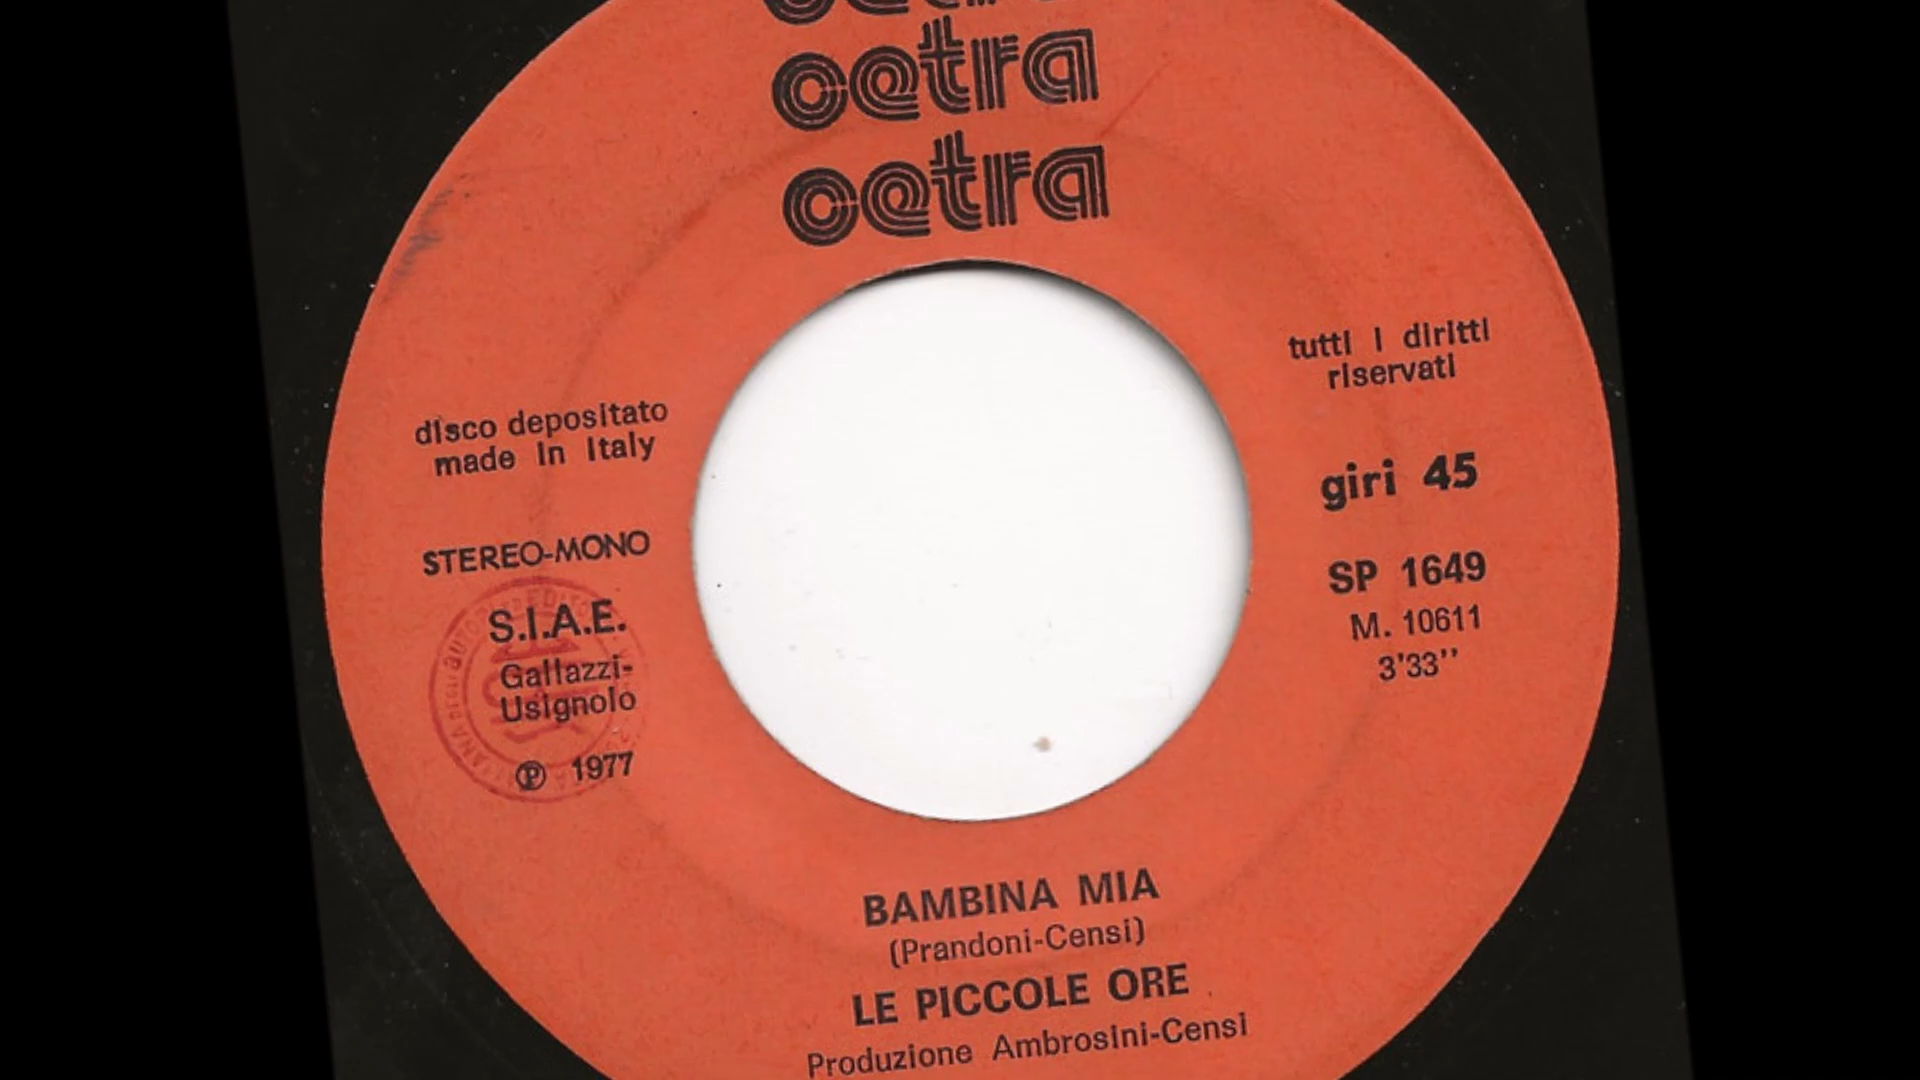 cetra
cetra
cetra
disco depositato
made in Italy
STEREO-MONO
S.I.A.E.
Gallazzi-
Usignolo
℗ 1977
tutti i diritti
riservati
giri 45
SP 1649
M. 10611
3'33''
BAMBINA MIA
(Prandoni-Censi)
LE PICCOLE ORE
Produzione Ambrosini-Censi